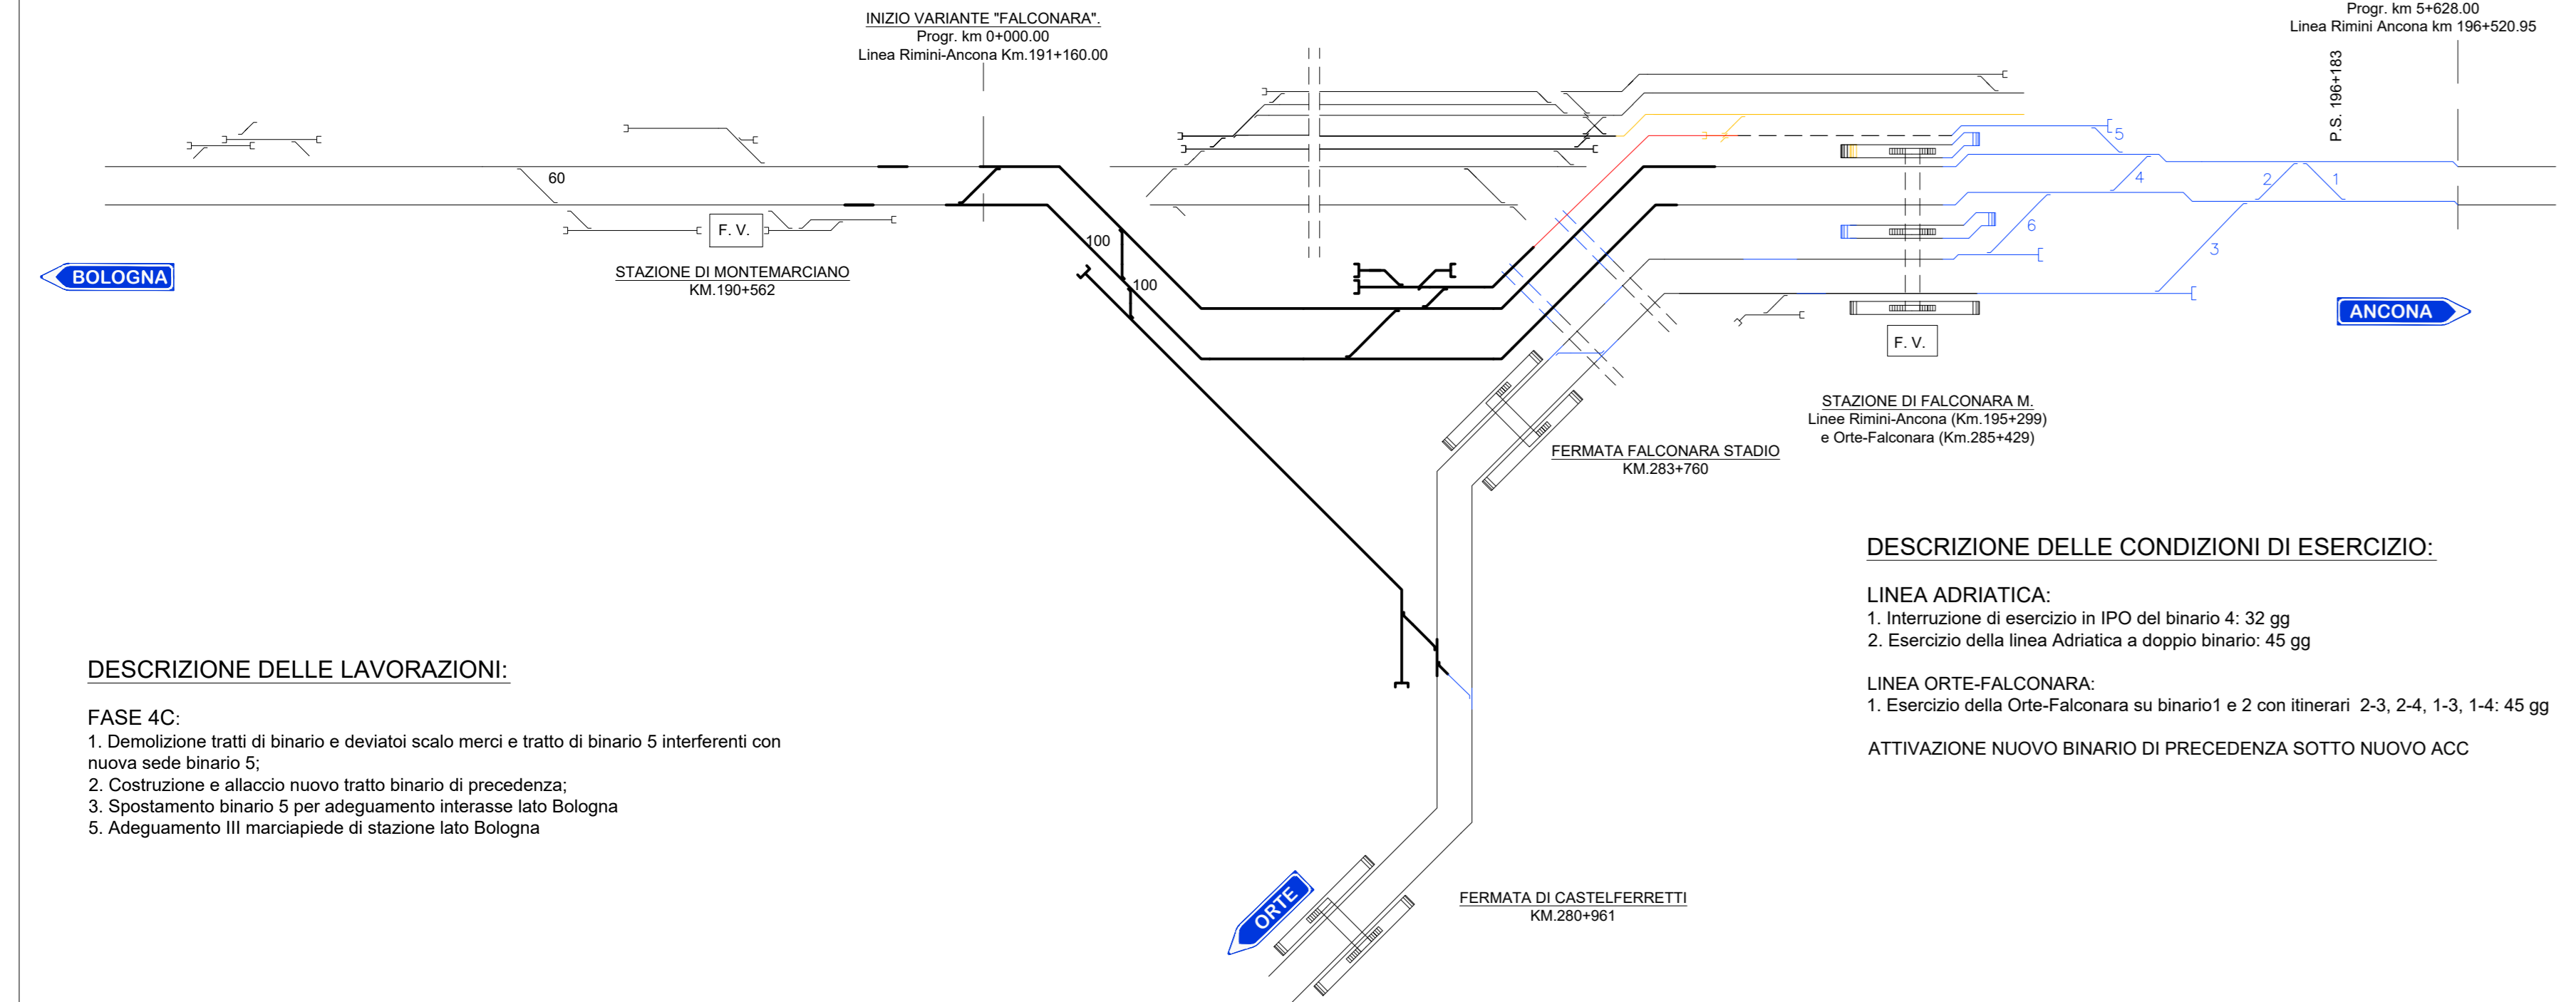 INIZIO VARIANTE "FALCONARA".
Progr. km 0+000.00
Linea Rimini-Ancona Km.191+160.00
Progr. km 5+628.00
Linea Rimini Ancona km 196+520.95
P.S. 196+183
60
F. V.
STAZIONE DI MONTEMARCIANO
KM.190+562
BOLOGNA
100
100
5
4
2
1
6
3
ANCONA
F. V.
STAZIONE DI FALCONARA M.
Linee Rimini-Ancona (Km.195+299)
e Orte-Falconara (Km.285+429)
FERMATA FALCONARA STADIO
KM.283+760
DESCRIZIONE DELLE CONDIZIONI DI ESERCIZIO:
LINEA ADRIATICA:
1. Interruzione di esercizio in IPO del binario 4: 32 gg
2. Esercizio della linea Adriatica a doppio binario: 45 gg
LINEA ORTE-FALCONARA:
1. Esercizio della Orte-Falconara su binario1 e 2 con itinerari  2-3, 2-4, 1-3, 1-4: 45 gg
ATTIVAZIONE NUOVO BINARIO DI PRECEDENZA SOTTO NUOVO ACC
DESCRIZIONE DELLE LAVORAZIONI:
FASE 4C:
1. Demolizione tratti di binario e deviatoi scalo merci e tratto di binario 5 interferenti con
nuova sede binario 5;
2. Costruzione e allaccio nuovo tratto binario di precedenza;
3. Spostamento binario 5 per adeguamento interasse lato Bologna
5. Adeguamento III marciapiede di stazione lato Bologna
ORTE
FERMATA DI CASTELFERRETTI
KM.280+961